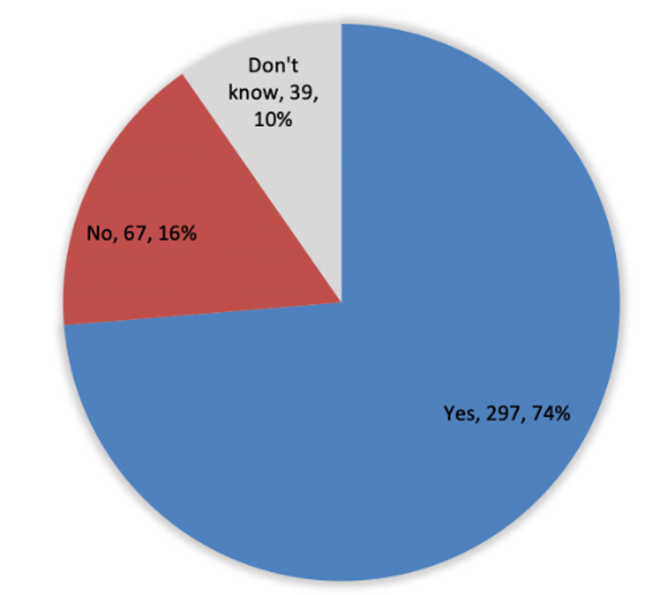 Don't
know, 39,
10%
No, 67, 16%
Yes, 297, 74%